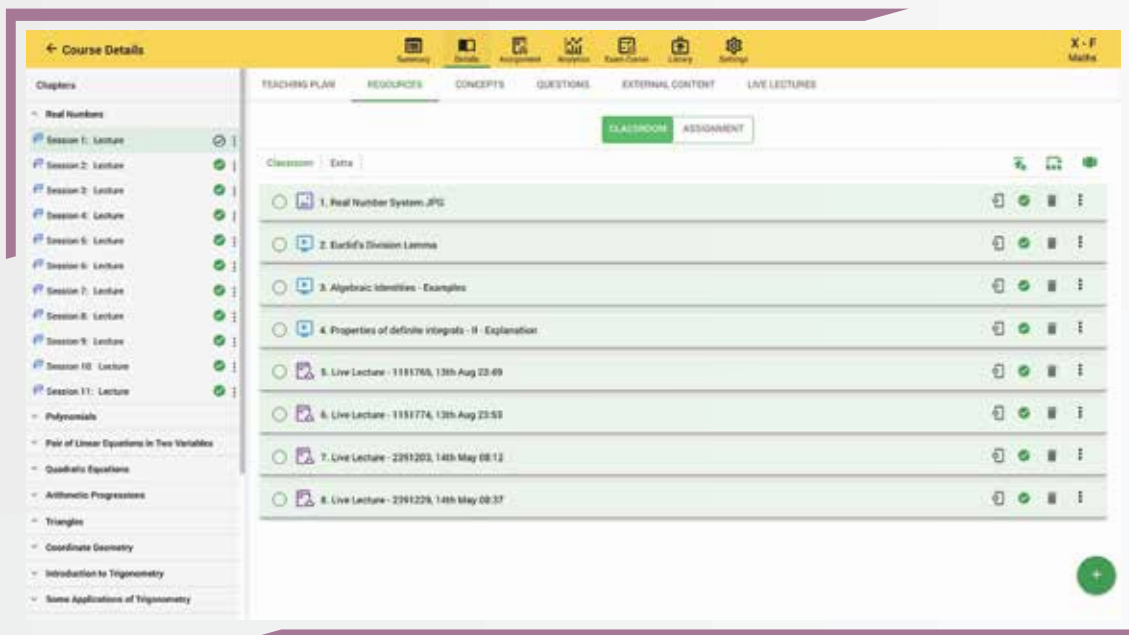 ← Course Details
Summary
Details
Assignment
Analytics
Exam Corner
Library
Settings
X - F
Maths
Chapters
TEACHING PLAN
RESOURCES
CONCEPTS
QUESTIONS
EXTERNAL CONTENT
LIVE LECTURES
CLASSROOM
ASSIGNMENT
Classroom
Extra
Real Numbers
Session 1: Lecture
Session 2: Lecture
Session 3: Lecture
Session 4: Lecture
Session 5: Lecture
Session 6: Lecture
Session 7: Lecture
Session 8: Lecture
Session 9: Lecture
Session 10: Lecture
Session 11: Lecture
Polynomials
Pair of Linear Equations in Two Variables
Quadratic Equations
Arithmetic Progressions
Triangles
Coordinate Geometry
Introduction to Trigonometry
Some Applications of Trigonometry
1. Real Number System JPG
2. Euclid's Division Lemma
3. Algebraic Identities - Examples
4. Properties of definite integrals - II - Explanation
5. Live Lecture - 1151765, 13th Aug 23:49
6. Live Lecture - 1151774, 13th Aug 23:53
7. Live Lecture - 2391203, 14th May 08:12
8. Live Lecture - 2391229, 14th May 08:37